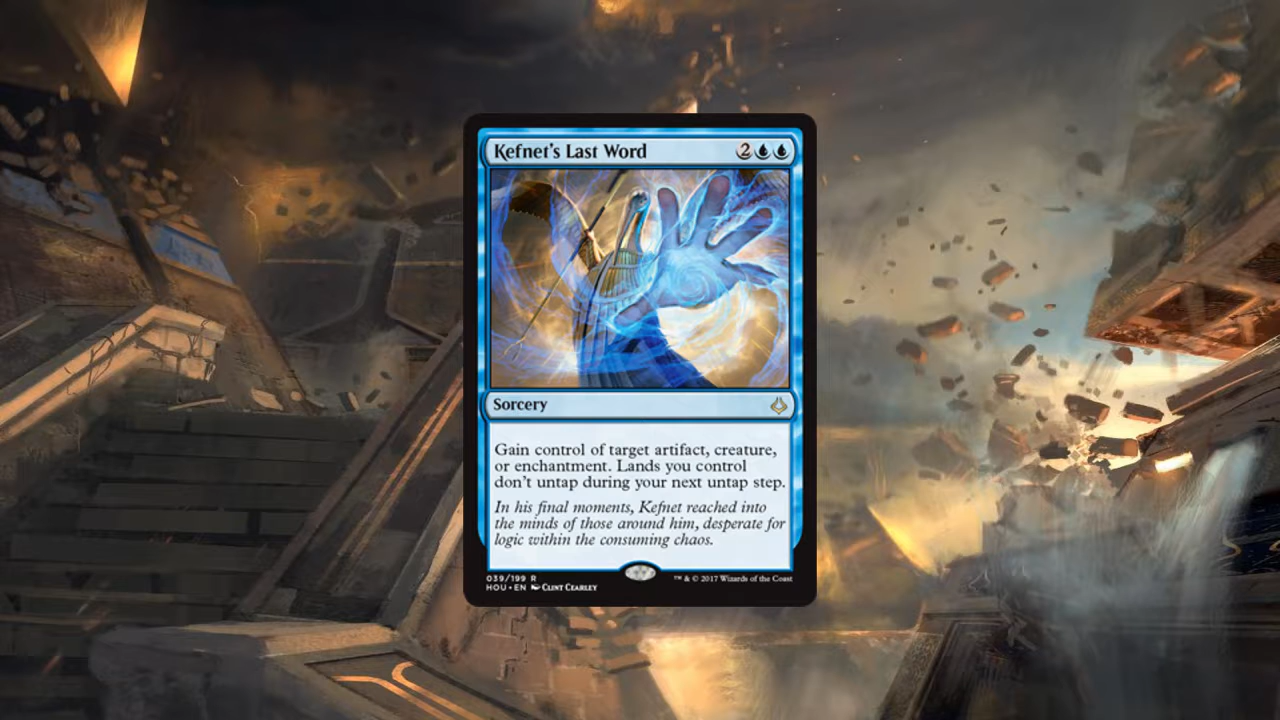 Kefnet's Last Word 2
Sorcery
Gain control of target artifact, creature,
or enchantment. Lands you control
don't untap during your next untap step.
In his final moments, Kefnet reached into
the minds of those around him, desperate for
logic within the consuming chaos.
039/199 R
™ & © 2017 Wizards of the Coast
HOU • EN Clint Cearley